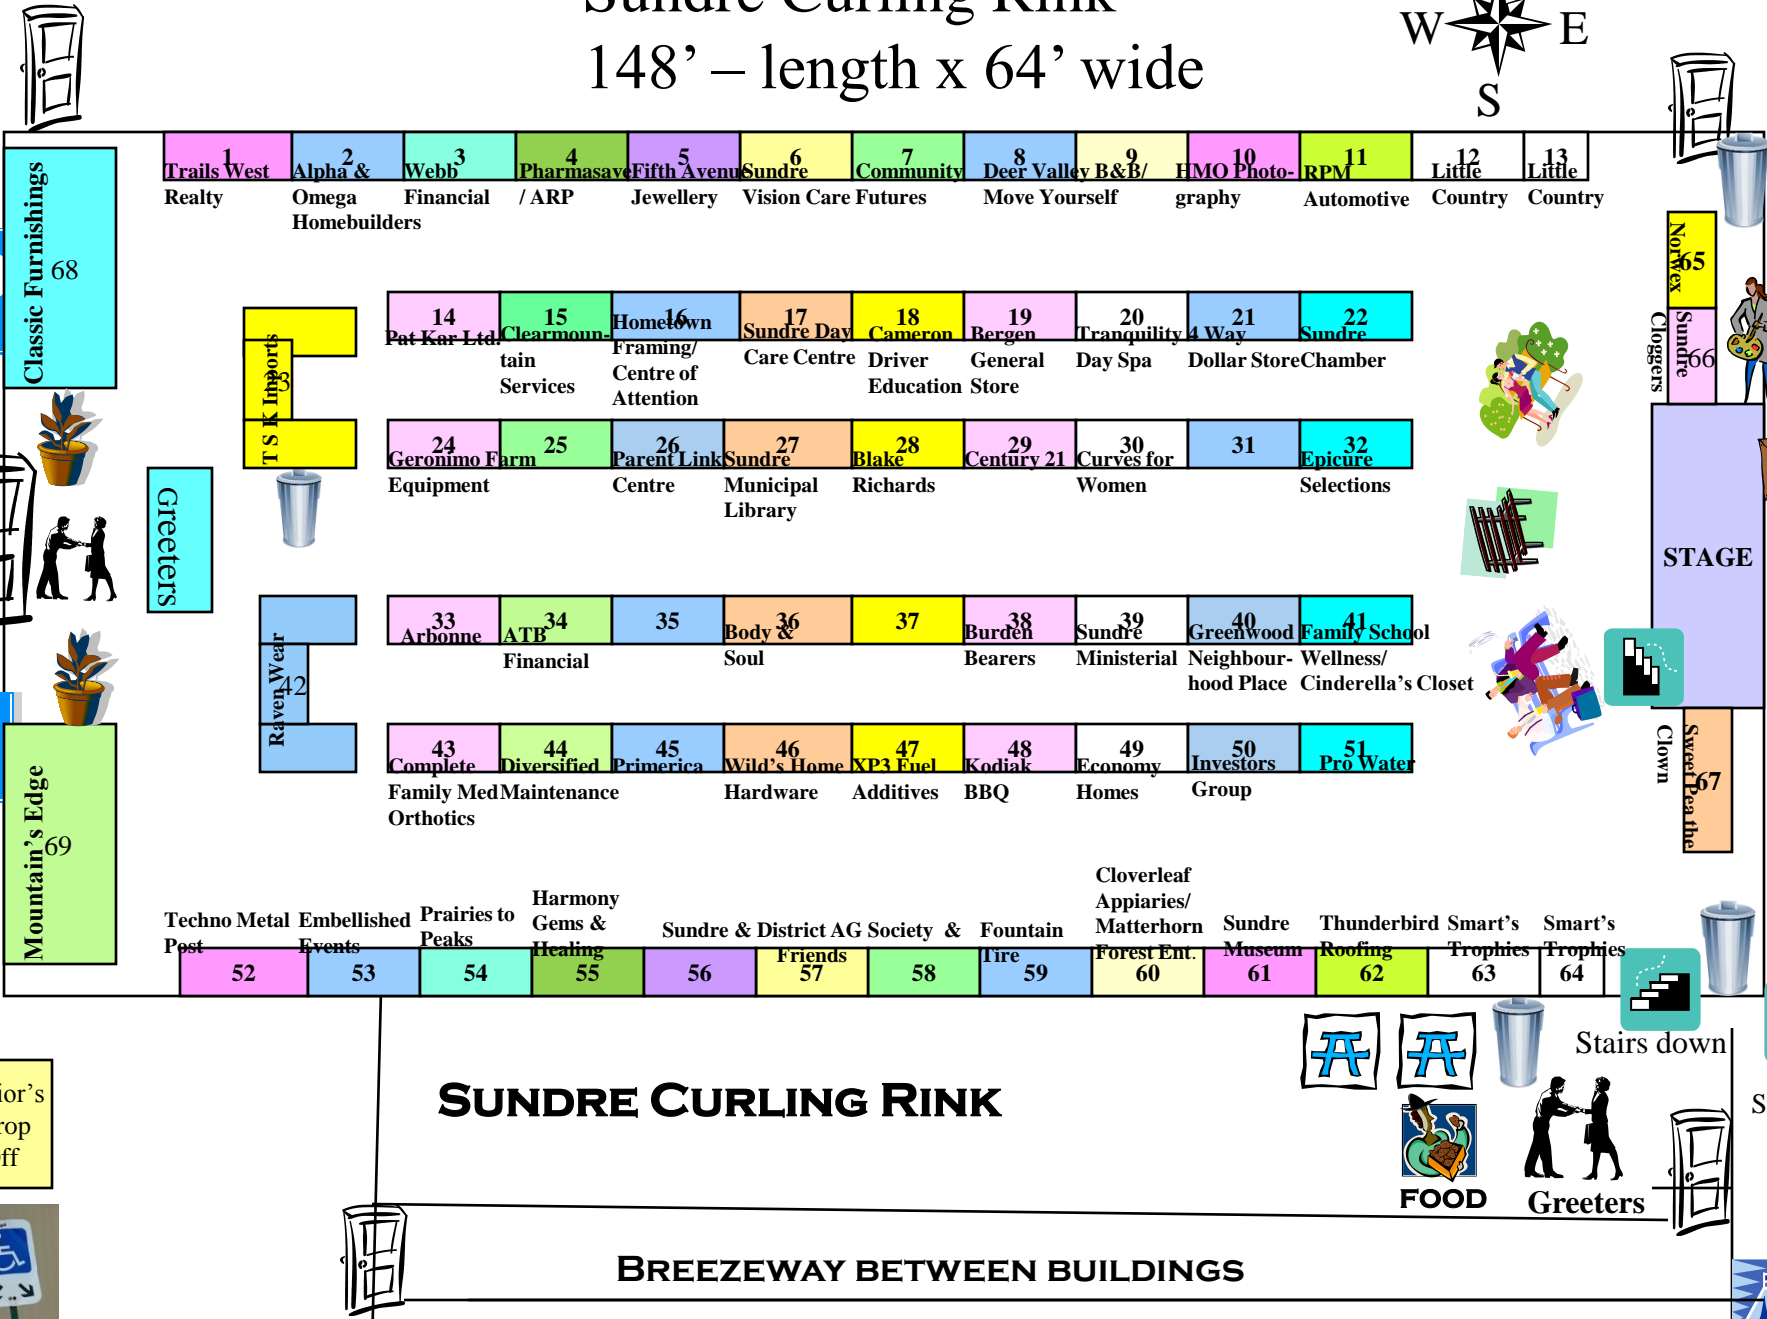 Sundre Curling Rink
148’ – length x 64’ wide
W
E
S
1
2
3
4
5
6
7
8
9
10
11
12
13
Trails West
Realty
Alpha &
Omega
Homebuilders
Webb
Financial
Pharmasave
/ ARP
Fifth Avenue
Jewellery
Sundre
Vision Care
Community
Futures
Deer Valley B&B/
Move Yourself
HMO Photo-
graphy
RPM
Automotive
Little
Country
Little
Country
Classic Furnishings
68
Norwex
65
Sundre
Cloggers
66
T S K Imports
14
15
16
17
18
19
20
21
22
Pat Kar Ltd.
Clearmoun-
tain
Services
Hometown
Framing/
Centre of
Attention
Sundre Day
Care Centre
Cameron
Driver
Education
Bergen
General
Store
Tranquility
Day Spa
4 Way
Dollar Store
Sundre
Chamber
24
25
26
27
28
29
30
31
32
Geronimo Farm
Equipment
Parent Link
Centre
Sundre
Municipal
Library
Blake
Richards
Century 21
Curves for
Women
Epicure
Selections
Greeters
STAGE
Raven Wear
42
33
34
35
36
37
38
39
40
41
Arbonne
ATB
Financial
Body &
Soul
Burden
Bearers
Sundre
Ministerial
Greenwood
Neighbour-
hood Place
Family School
Wellness/
Cinderella’s Closet
43
44
45
46
47
48
49
50
51
Complete
Family Med
Orthotics
Diversified
Maintenance
Primerica
Wild’s Home
Hardware
XP3 Fuel
Additives
Kodiak
BBQ
Economy
Homes
Investors
Group
Pro Water
Sweet Pea the
Clown
67
Mountain’s Edge
69
Techno Metal
Post
Embellished
Events
Prairies to
Peaks
Harmony
Gems &
Healing
Sundre & District AG Society &
Friends
Fountain
Tire
Cloverleaf
Appiaries/
Matterhorn
Forest Ent.
Sundre
Museum
Thunderbird
Roofing
Smart’s
Trophies
Smart’s
Trophies
52
53
54
55
56
57
58
59
60
61
62
63
64
Stairs down
SUNDRE CURLING RINK
FOOD
Greeters
BREEZEWAY BETWEEN BUILDINGS